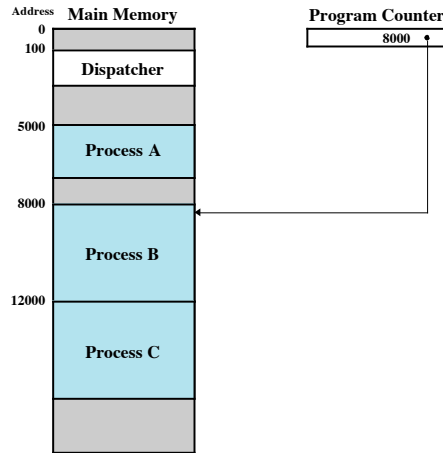 Address Main Memory Program Counter
0
8000
100
Dispatcher
5000
Process A
8000
Process B
12000
Process C